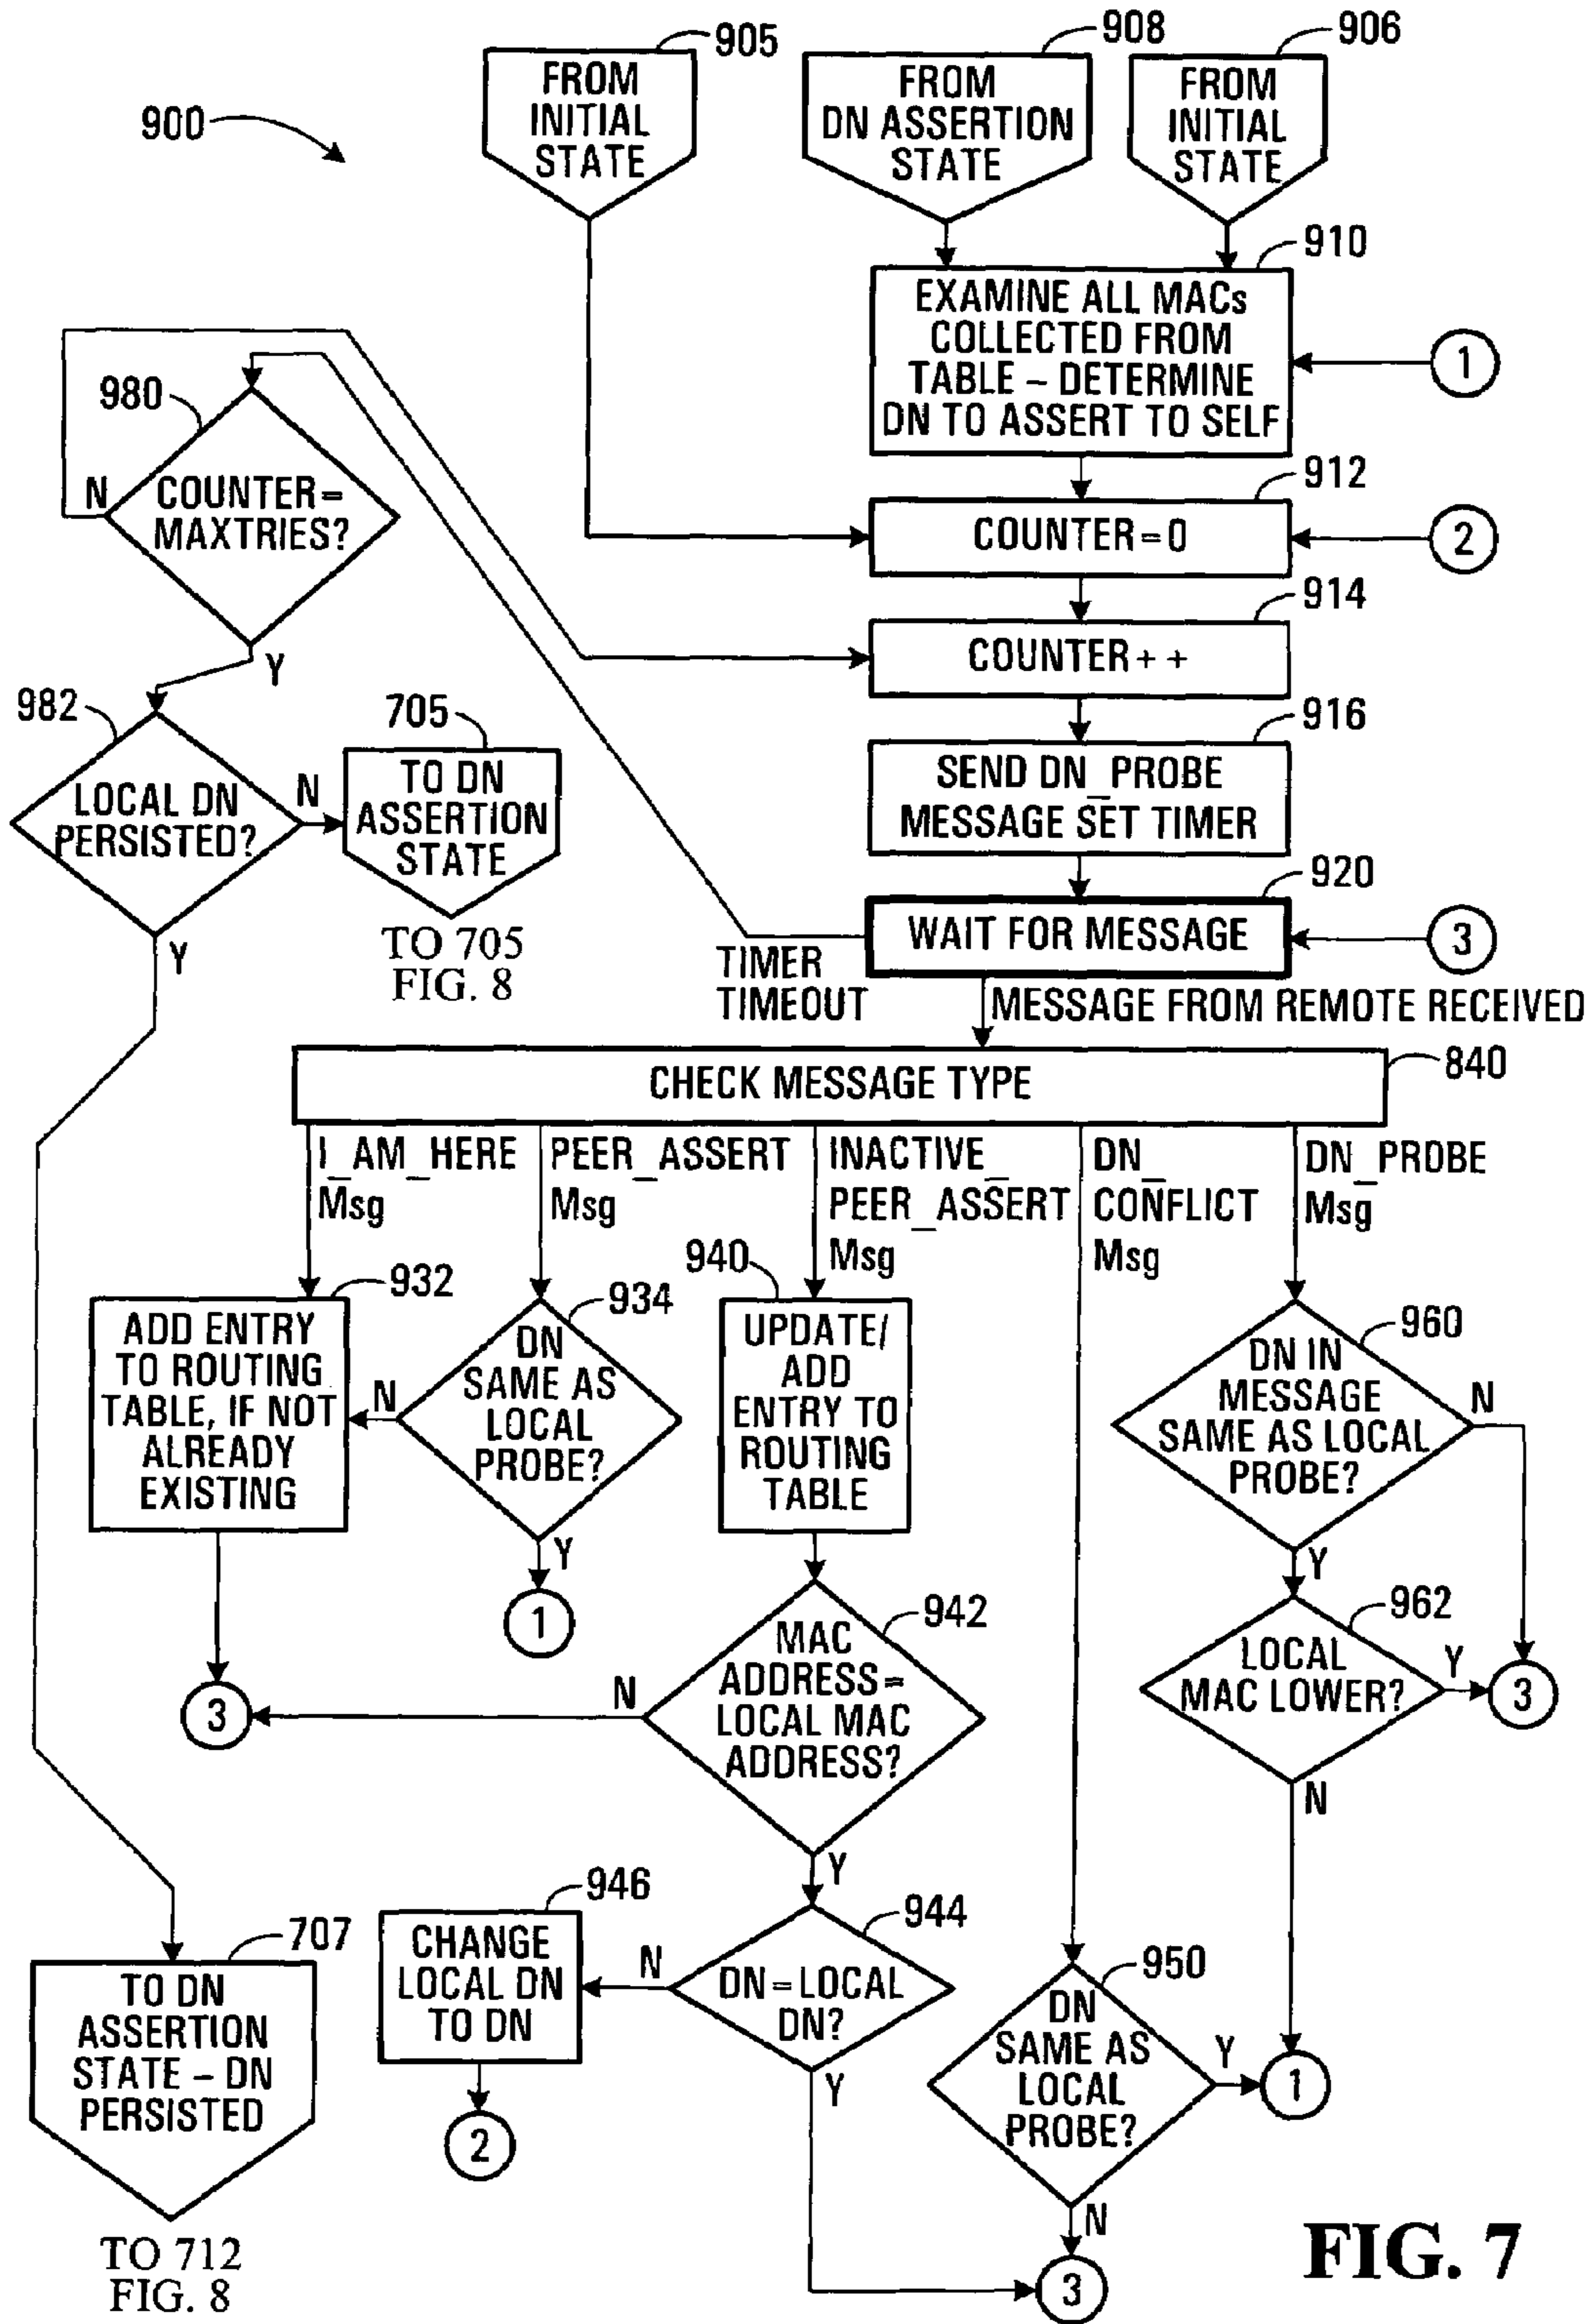 900
905
FROM
INITIAL
STATE
908
FROM
DN ASSERTION
STATE
906
FROM
INITIAL
STATE
910
EXAMINE ALL MACs
COLLECTED FROM
TABLE – DETERMINE
DN TO ASSERT TO SELF
1
912
COUNTER = 0
2
914
COUNTER + +
916
SEND DN_PROBE
MESSAGE SET TIMER
920
WAIT FOR MESSAGE
3
TIMER
TIMEOUT
MESSAGE FROM REMOTE RECEIVED
980
COUNTER =
MAXTRIES?
N
Y
982
LOCAL DN
PERSISTED?
N
Y
705
TO DN
ASSERTION
STATE
TO 705
FIG. 8
840
CHECK MESSAGE TYPE
I_AM_HERE
Msg
PEER_ASSERT
Msg
INACTIVE_
PEER_ASSERT
Msg
DN_
CONFLICT
Msg
DN_PROBE
Msg
932
ADD ENTRY
TO ROUTING
TABLE, IF NOT
ALREADY
EXISTING
3
934
DN
SAME AS
LOCAL
PROBE?
N
Y
1
940
UPDATE/
ADD
ENTRY TO
ROUTING
TABLE
942
MAC
ADDRESS =
LOCAL MAC
ADDRESS?
N
Y
944
DN = LOCAL
DN?
N
Y
946
CHANGE
LOCAL DN
TO DN
2
950
DN
SAME AS
LOCAL
PROBE?
Y
1
N
3
960
DN IN
MESSAGE
SAME AS LOCAL
PROBE?
N
Y
962
LOCAL
MAC LOWER?
Y
3
N
707
TO DN
ASSERTION
STATE – DN
PERSISTED
TO 712
FIG. 8
FIG. 7